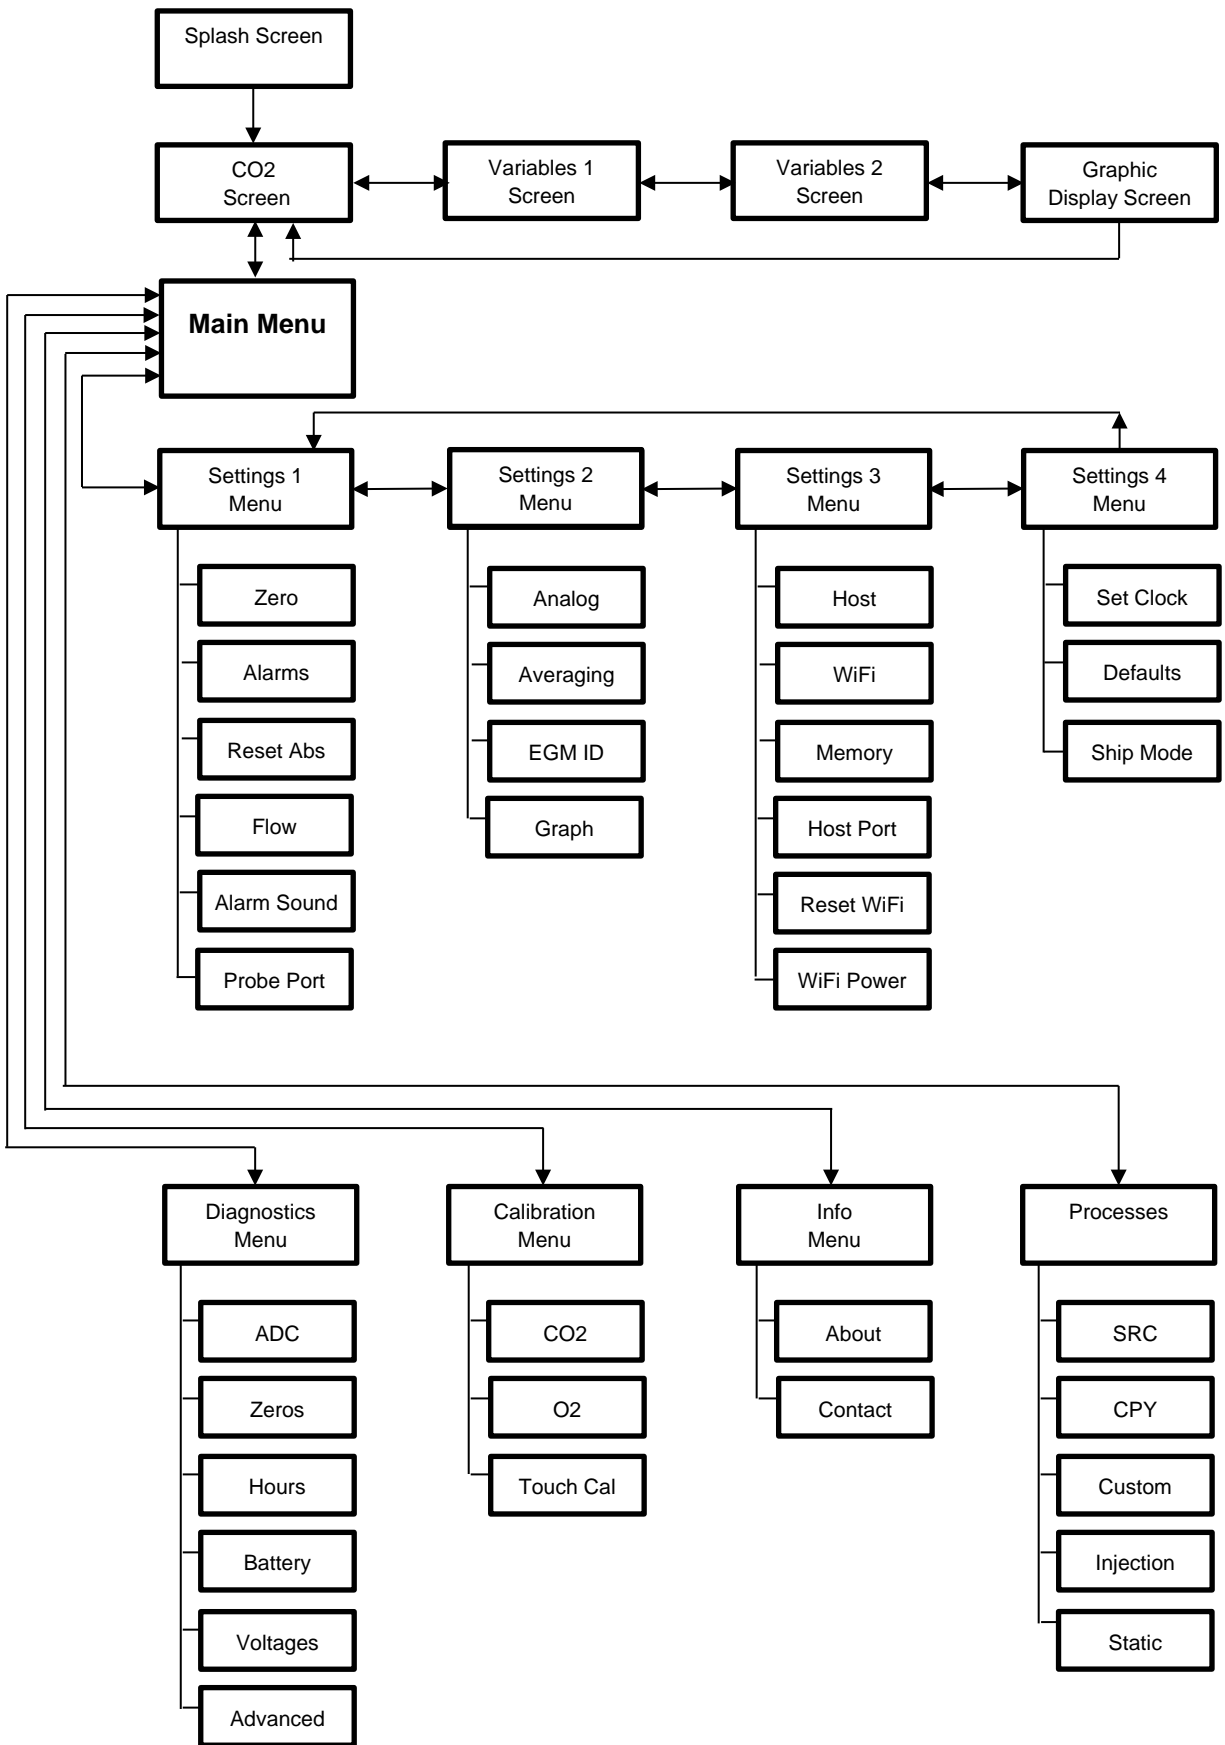 Splash Screen
CO2
Screen
Variables 1
Screen
Variables 2
Screen
Graphic
Display Screen
Main Menu
Settings 1
Menu
Settings 2
Menu
Settings 3
Menu
Settings 4
Menu
Zero
Alarms
Reset Abs
Flow
Alarm Sound
Probe Port
Analog
Averaging
EGM ID
Graph
Host
WiFi
Memory
Host Port
Reset WiFi
WiFi Power
Set Clock
Defaults
Ship Mode
Diagnostics
Menu
Calibration
Menu
Info
Menu
Processes
ADC
Zeros
Hours
Battery
Voltages
Advanced
CO2
O2
Touch Cal
About
Contact
SRC
CPY
Custom
Injection
Static